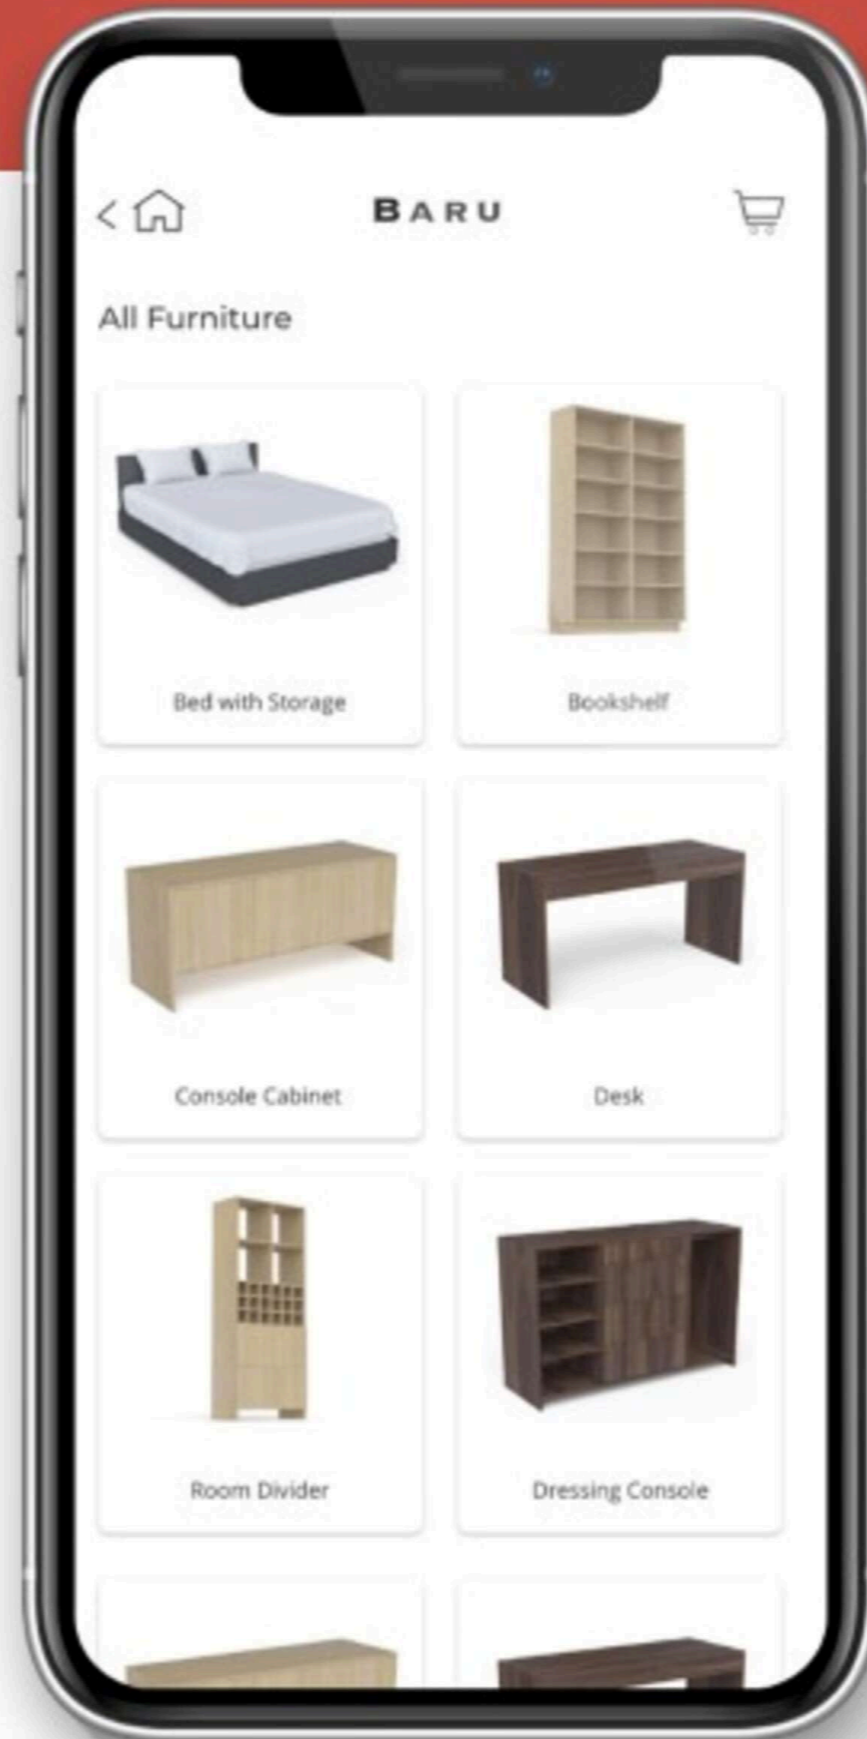 BARU
All Furniture
Bed with Storage
Bookshelf
Console Cabinet
Desk
Room Divider
Dressing Console